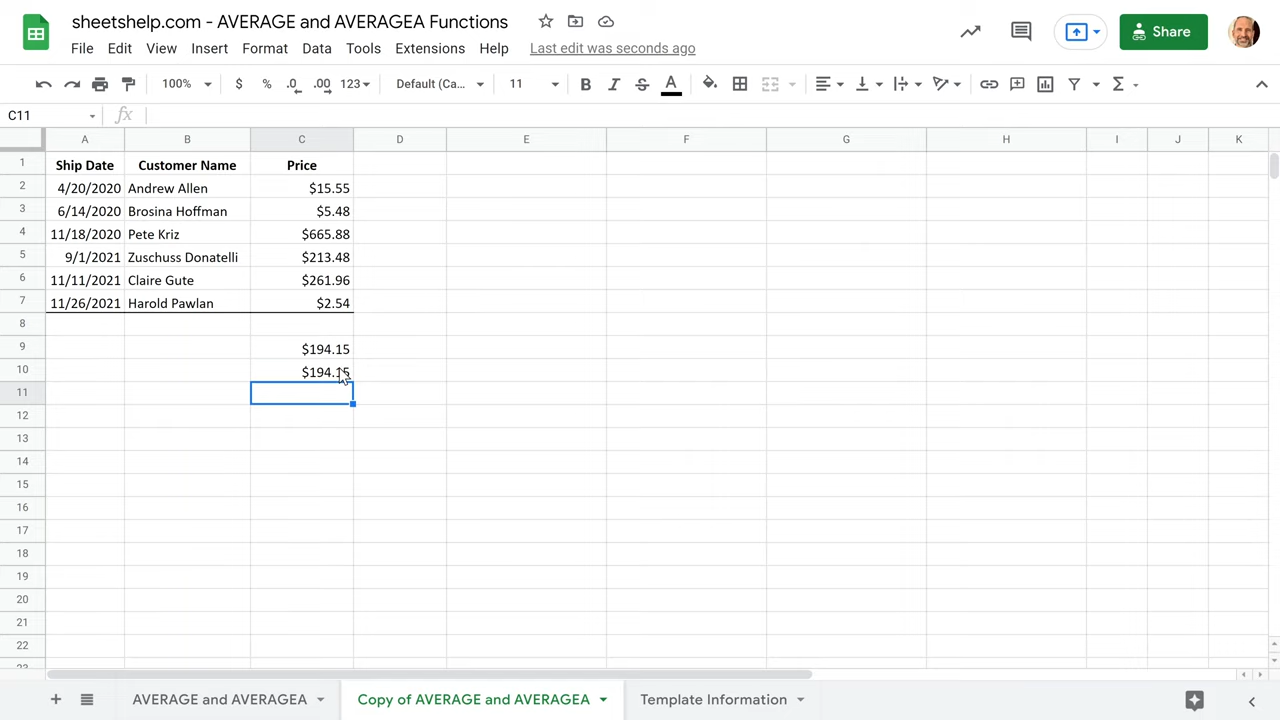 sheetshelp.com - AVERAGE and AVERAGEA Functions
File Edit View Insert Format Data Tools Extensions Help Last edit was seconds ago
Share
100% $ % .0 .00 123 Default (Ca... 11 B I S A Σ
C11 fx
A B C D E F G H I J K
1 Ship Date Customer Name Price
2 4/20/2020 Andrew Allen $15.55
3 6/14/2020 Brosina Hoffman $5.48
4 11/18/2020 Pete Kriz $665.88
5 9/1/2021 Zuschuss Donatelli $213.48
6 11/11/2021 Claire Gute $261.96
7 11/26/2021 Harold Pawlan $2.54
8
9 $194.15
10 $194.15
11
12
13
14
15
16
17
18
19
20
21
22
23
AVERAGE and AVERAGEA Copy of AVERAGE and AVERAGEA Template Information